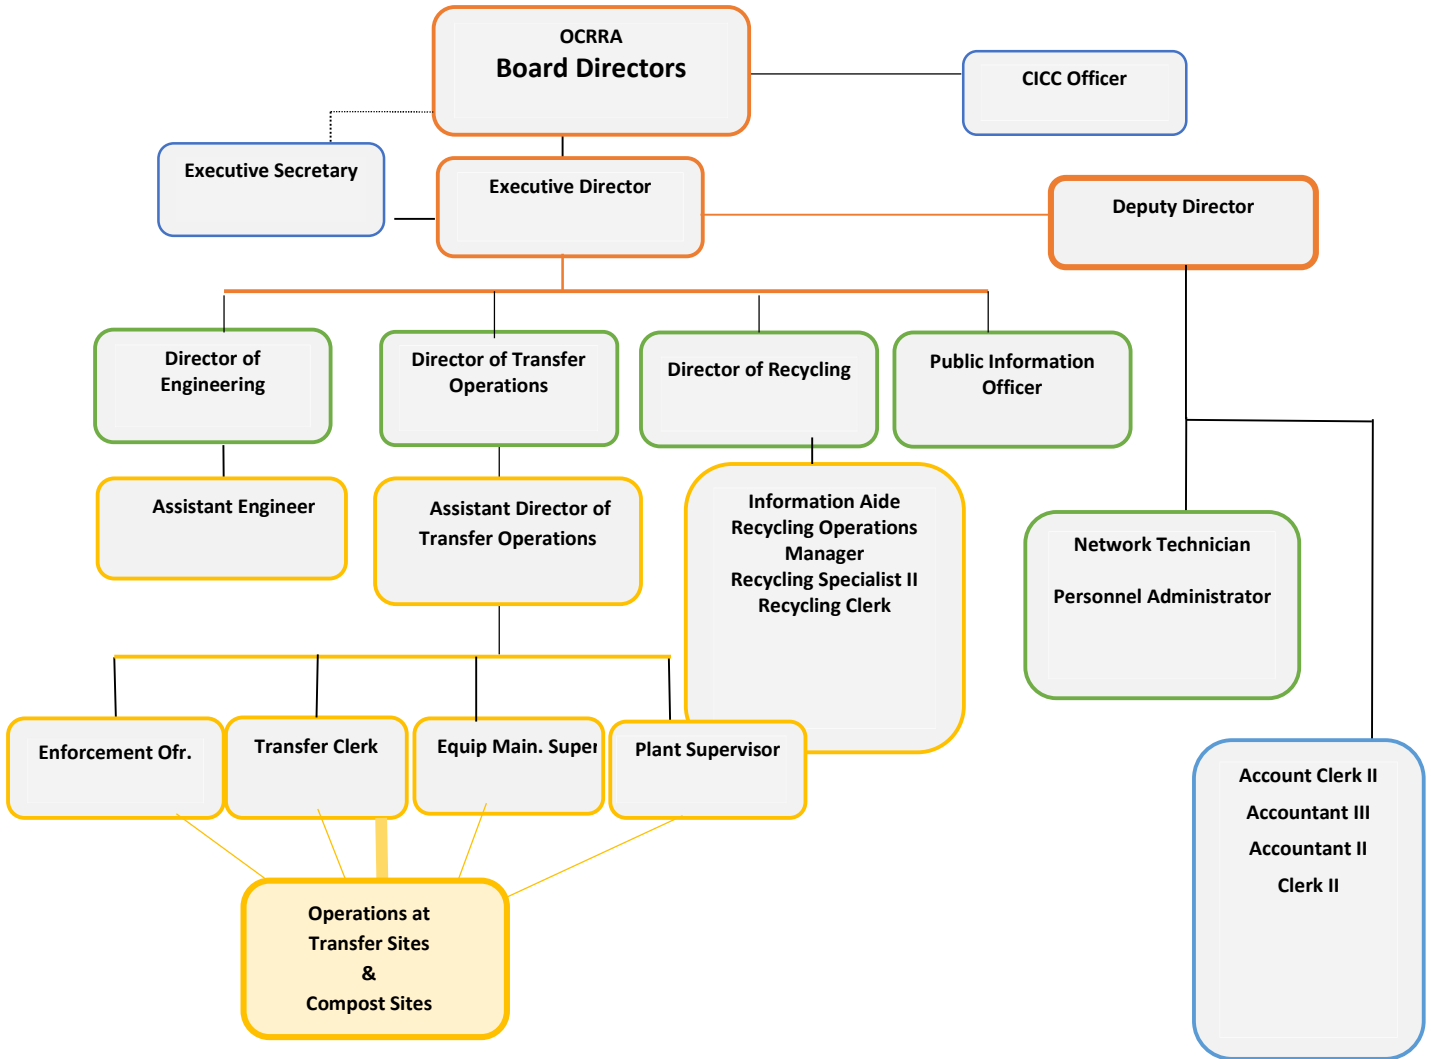 OCRRA
Board Directors
CICC Officer
Executive Secretary
Executive Director
Deputy Director
Director of
Engineering
Director of Transfer
Operations
Director of Recycling
Public Information
Officer
Assistant Engineer
Assistant Director of
Transfer Operations
Information Aide
Recycling Operations
Manager
Recycling Specialist II
Recycling Clerk
Network Technician
Personnel Administrator
Enforcement Ofr.
Transfer Clerk
Equip Main. Super
Plant Supervisor
Account Clerk II
Accountant III
Accountant II
Clerk II
Operations at
Transfer Sites
&
Compost Sites